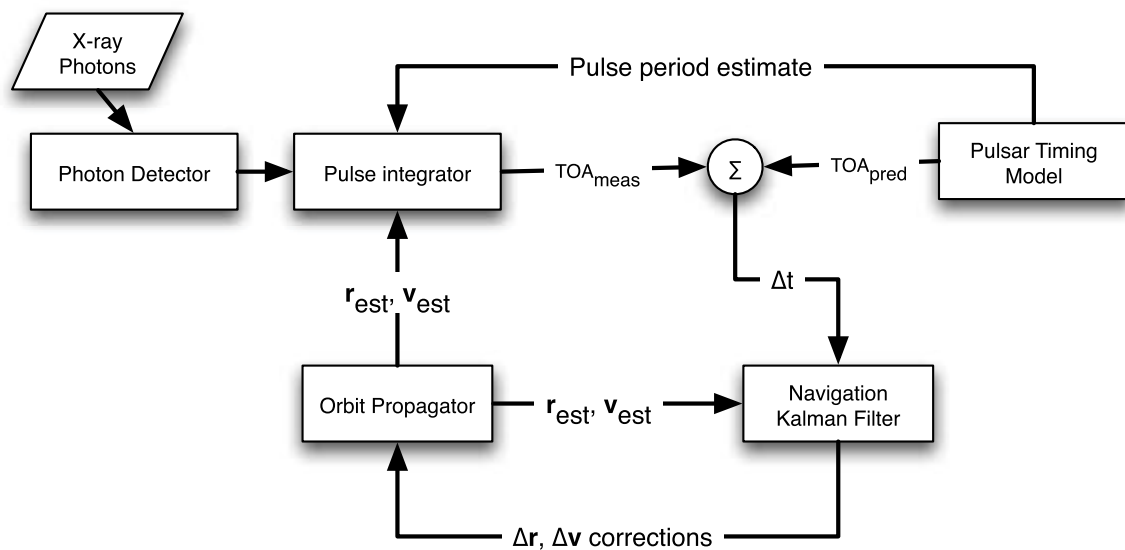 X-ray
Photons
Pulse period estimate
Photon Detector
Pulse integrator
TOAmeas
Σ
TOApred
Pulsar Timing
Model
rest, vest
Δt
Orbit Propagator
rest, vest
Navigation
Kalman Filter
Δr, Δv corrections